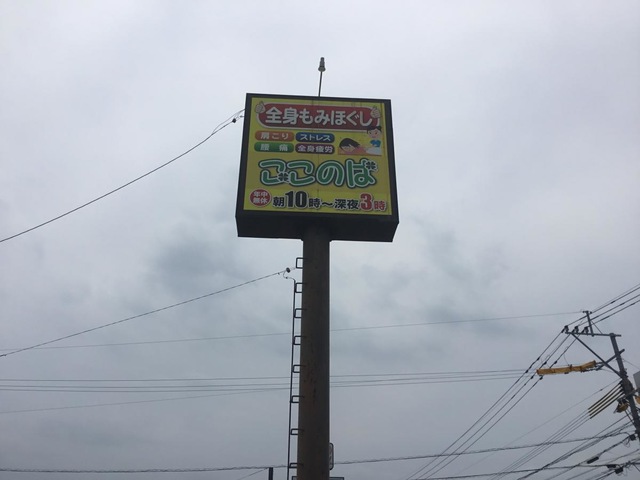 全身もみほぐし
肩こり ストレス
腰痛 全身疲労
ここのば
年中無休 朝10時～深夜3時